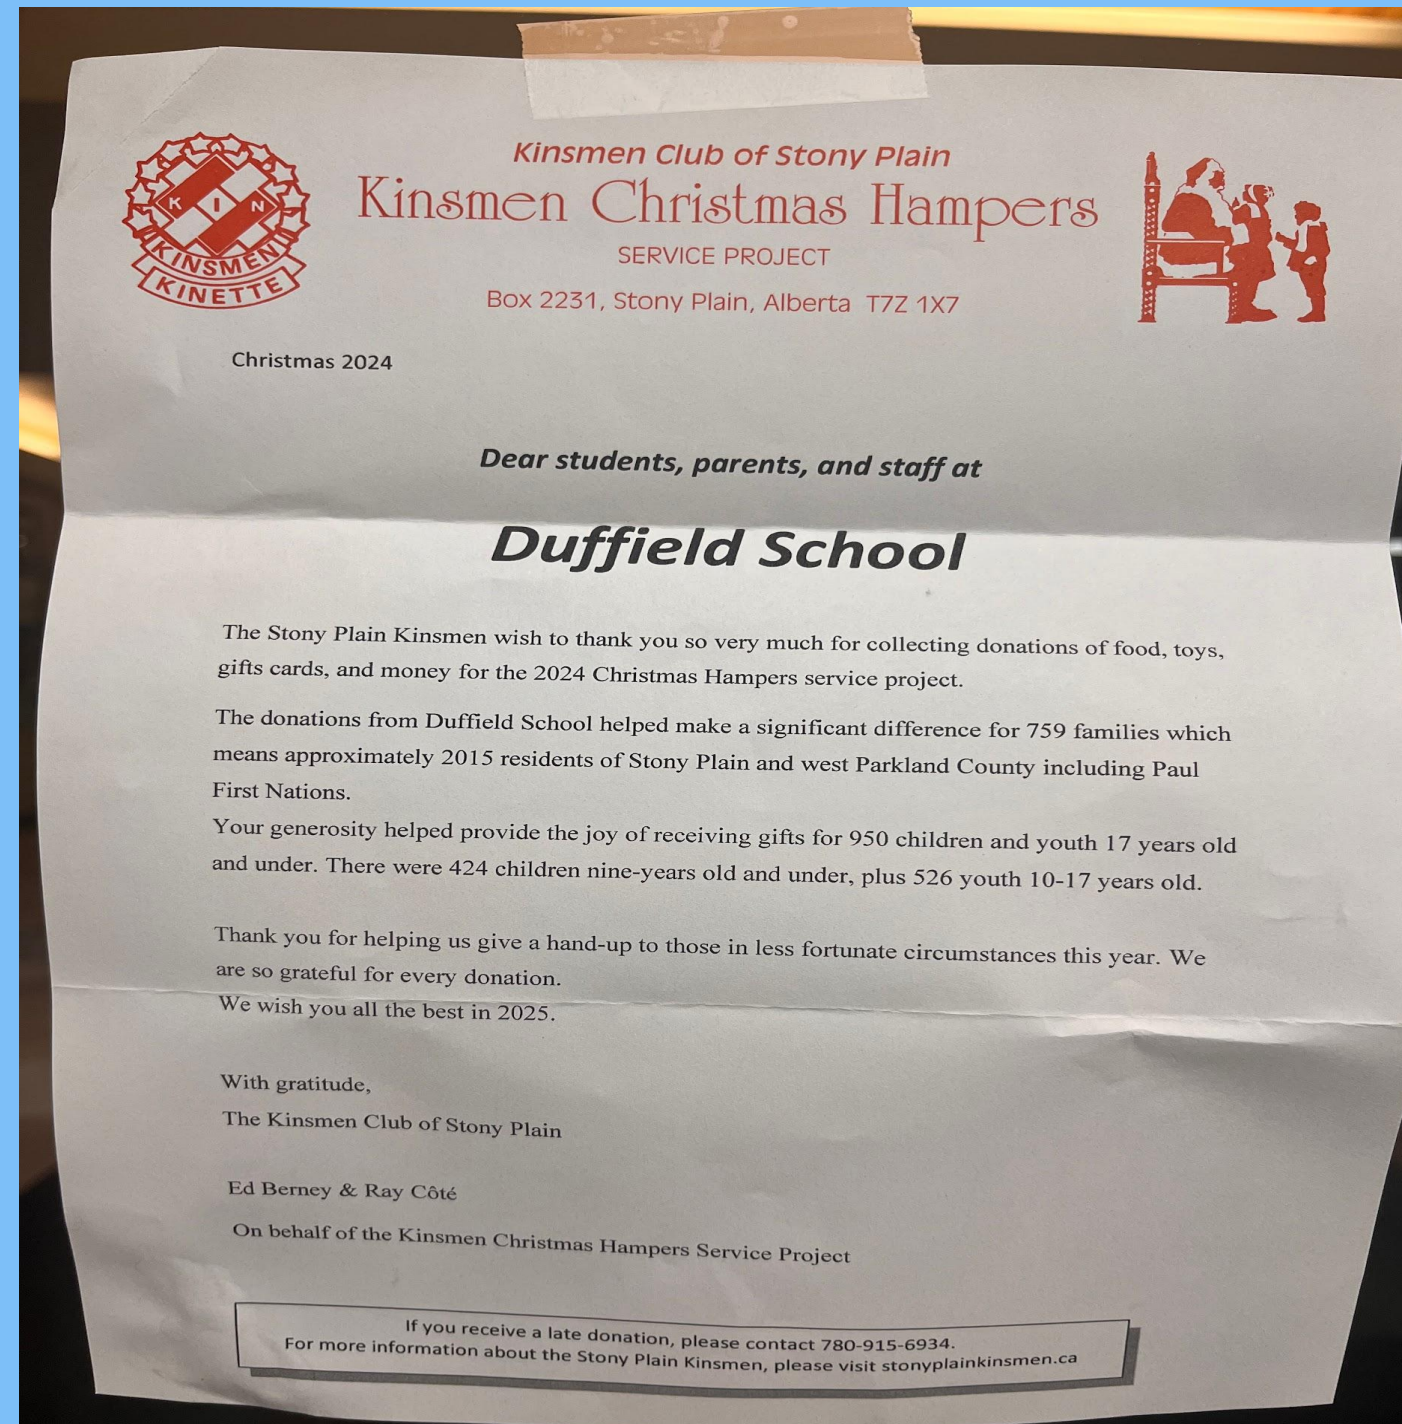 Kinsmen Club of Stony Plain
Kinsmen Christmas Hampers
SERVICE PROJECT
Box 2231, Stony Plain, Alberta T7Z 1X7
K I N
KINSMEN
KINETTE
Christmas 2024
Dear students, parents, and staff at
Duffield School
The Stony Plain Kinsmen wish to thank you so very much for collecting donations of food, toys,
gifts cards, and money for the 2024 Christmas Hampers service project.
The donations from Duffield School helped make a significant difference for 759 families which
means approximately 2015 residents of Stony Plain and west Parkland County including Paul
First Nations.
Your generosity helped provide the joy of receiving gifts for 950 children and youth 17 years old
and under. There were 424 children nine-years old and under, plus 526 youth 10-17 years old.
Thank you for helping us give a hand-up to those in less fortunate circumstances this year. We
are so grateful for every donation.
We wish you all the best in 2025.
With gratitude,
The Kinsmen Club of Stony Plain
Ed Berney & Ray Côté
On behalf of the Kinsmen Christmas Hampers Service Project
If you receive a late donation, please contact 780-915-6934.
For more information about the Stony Plain Kinsmen, please visit stonyplainkinsmen.ca